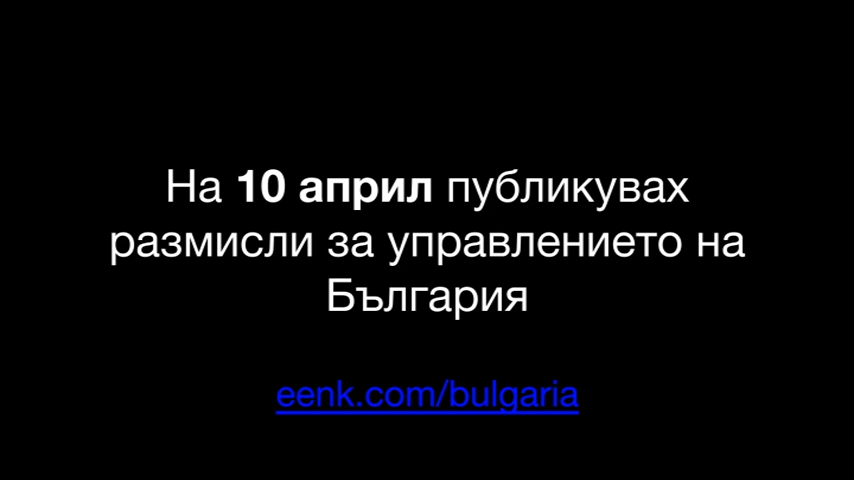 На 10 април публикувах
размисли за управлението на
България
eenk.com/bulgaria